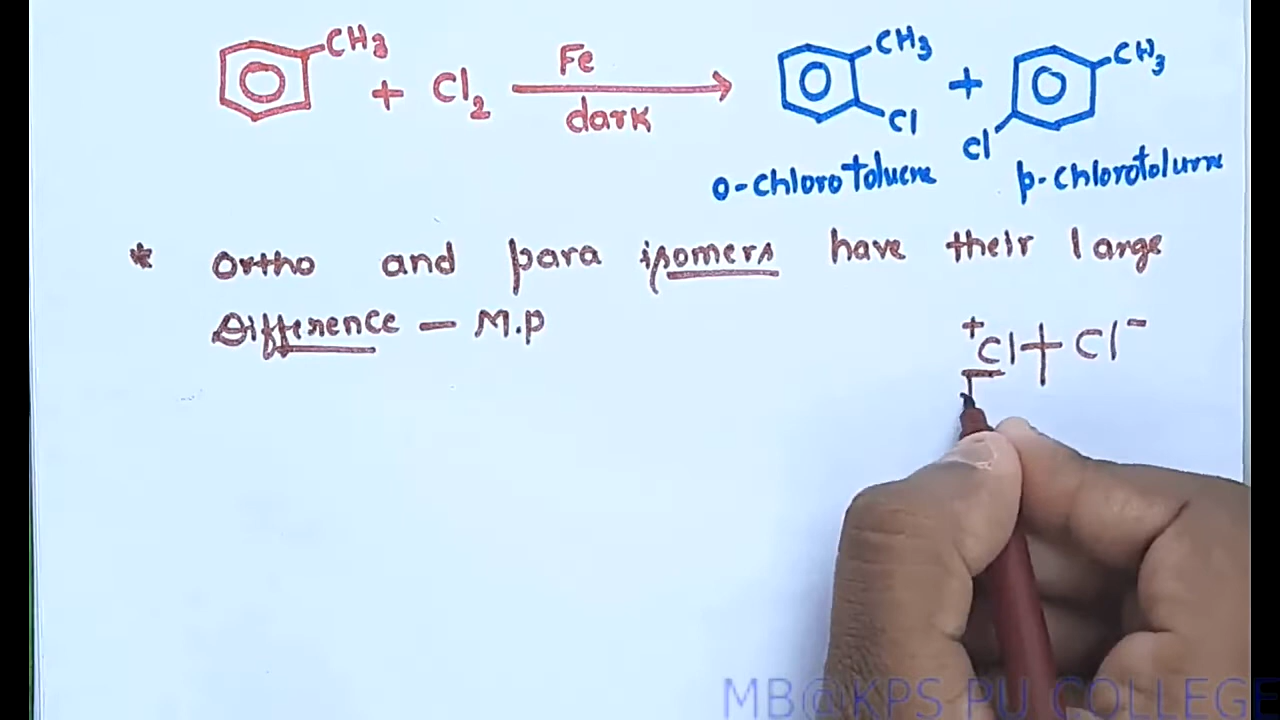 CH3 + Cl2 Fe dark CH3 Cl + CH3 Cl
o-chlorotoluene p-chlorotolurne
* Ortho and para isomers have their large
Difference — M.p
+Cl + Cl-
MB@KPS PU COLLEGE